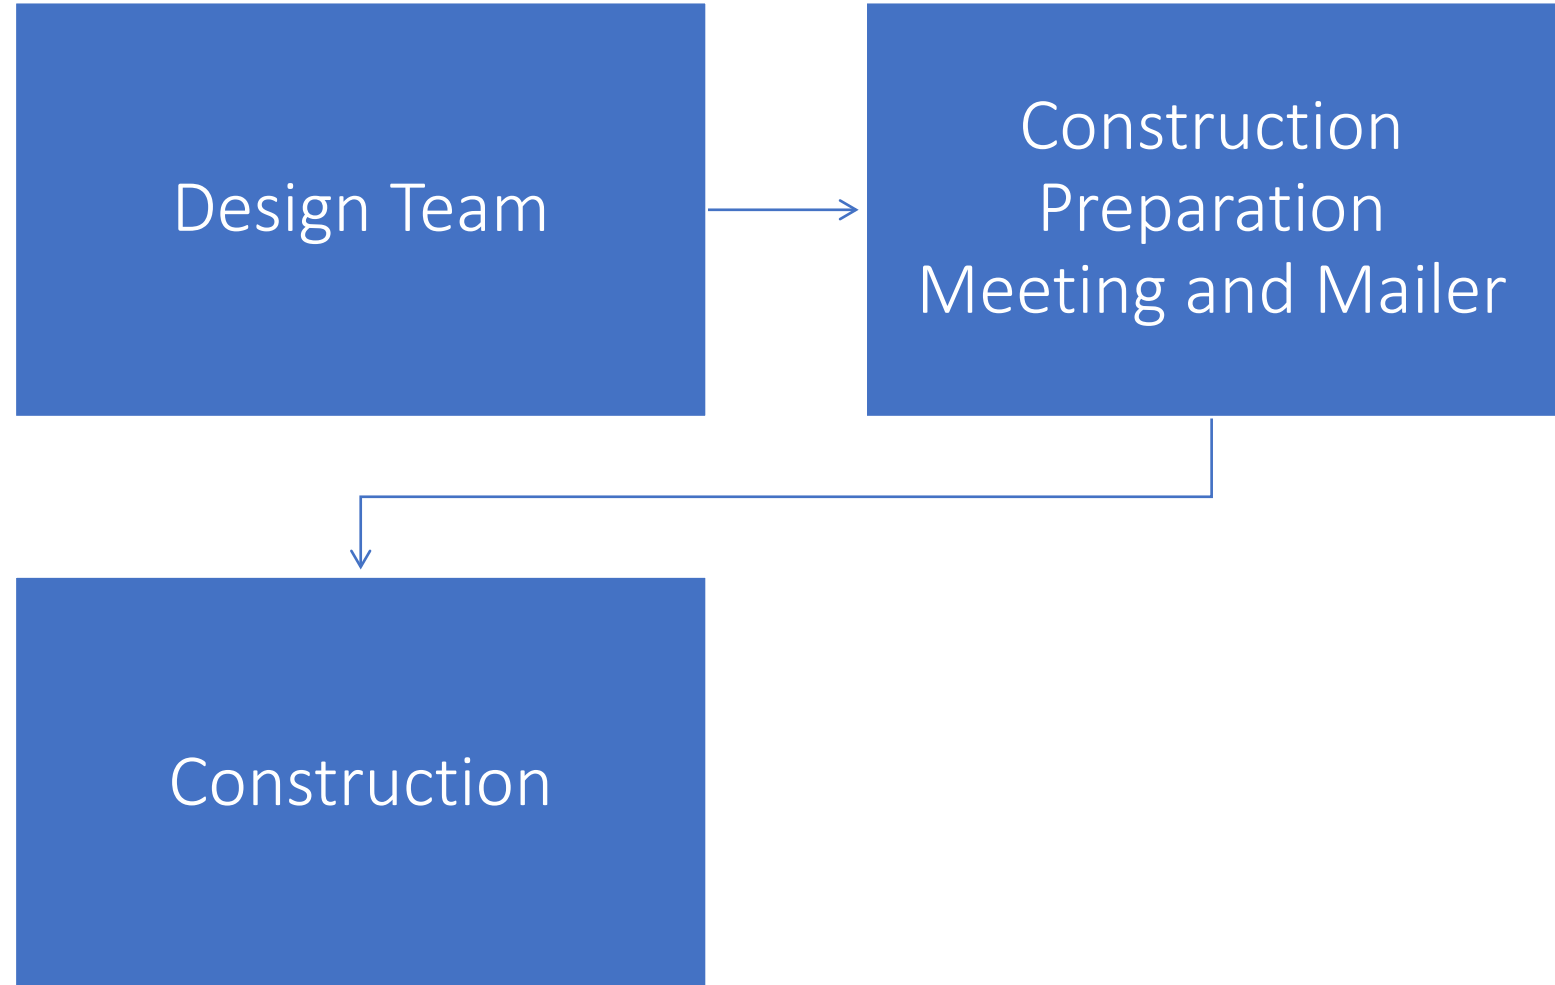 Design Team
Construction
Preparation
Meeting and Mailer
Construction